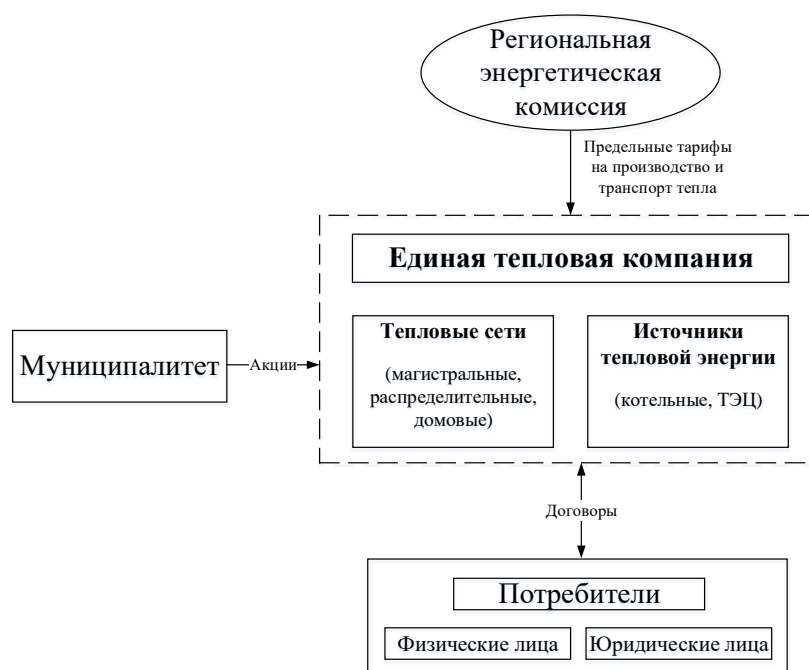 Региональная
энергетическая
комиссия
Предельные тарифы
на производство и
транспорт тепла
Единая тепловая компания
Тепловые сети
(магистральные,
распределительные,
домовые)
Источники
тепловой энергии
(котельные, ТЭЦ)
Муниципалитет
Акции
Договоры
Потребители
Физические лица
Юридические лица